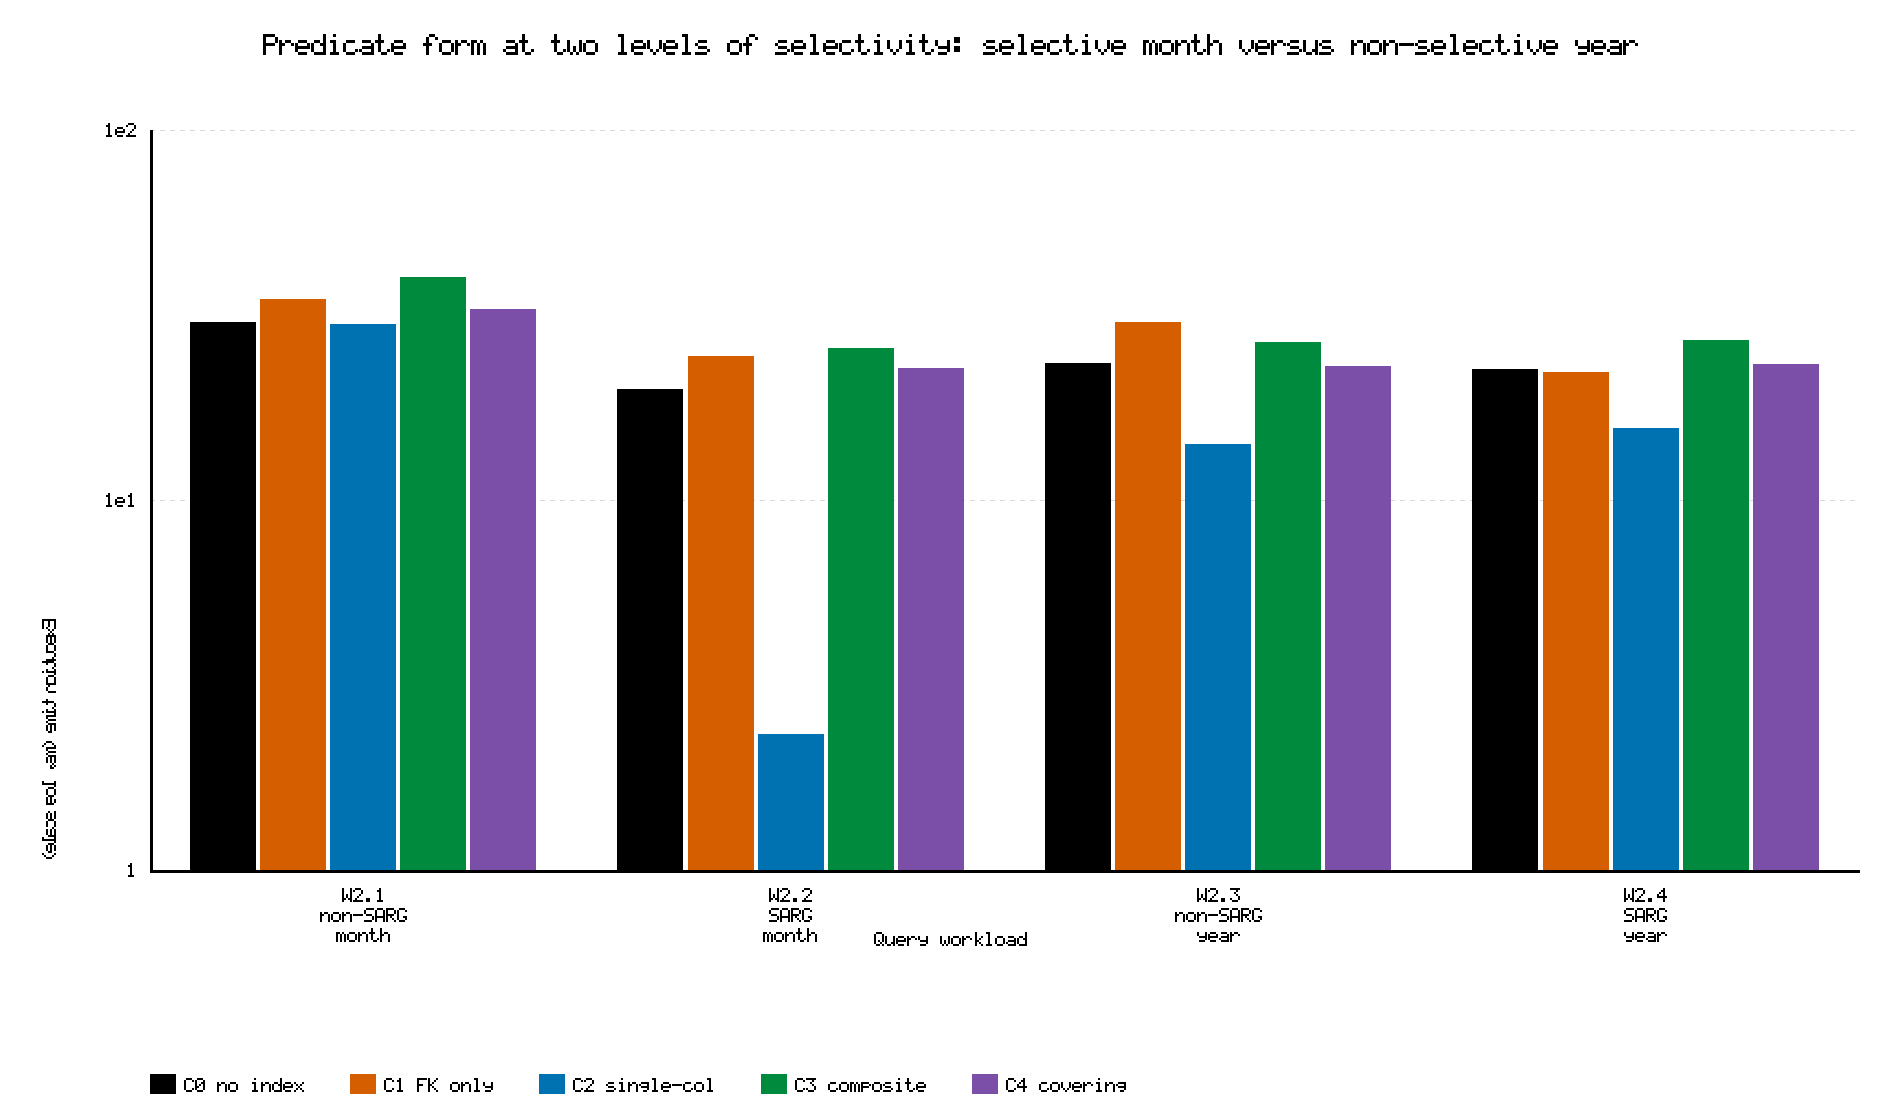 Predicate form at two levels of selectivity: selective month versus non-selective year
1e2
1e1
1
Execution time (ms, log scale)
W2.1
non-SARG
month
W2.2
SARG
month
W2.3
non-SARG
year
W2.4
SARG
year
Query workload
C0 no index
C1 FK only
C2 single-col
C3 composite
C4 covering